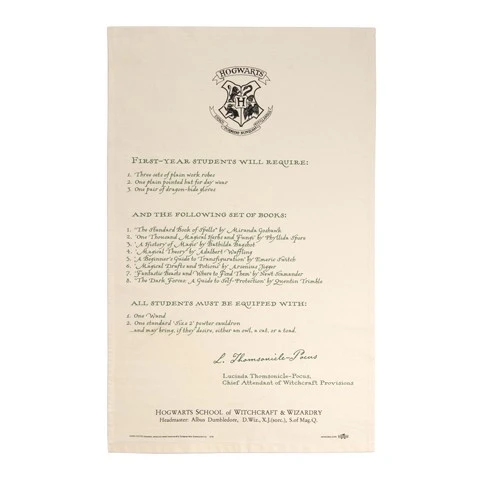 HOGWARTS
FIRST-YEAR STUDENTS WILL REQUIRE:
1. Three sets of plain work robes
2. One plain pointed hat for day wear
3. One pair of dragon-hide gloves
AND THE FOLLOWING SET OF BOOKS:
1. "The Standard Book of Spells" by Miranda Goshawk
2. "One Thousand Magical Herbs and Fungi" by Phyllida Spore
3. "A History of Magic" by Bathilda Bagshot
4. "Magical Theory" by Adalbert Waffling
5. "A Beginner's Guide to Transfiguration" by Emeric Switch
6. "Magical Drafts and Potions" by Arsenius Jigger
7. "Fantastic Beasts and Where to Find Them" by Newt Scamander
8. "The Dark Forces: A Guide to Self-Protection" by Quentin Trimble
ALL STUDENTS MUST BE EQUIPPED WITH:
1. One Wand
2. One standard 'Size 2' pewter cauldron
...and may bring, if they desire, either an owl, a cat, or a toad.
L. Thomsonicle-Pocus
Lucinda Thomsonicle-Pocus,
Chief Attendant of Witchcraft Provisions
HOGWARTS SCHOOL of WITCHCRAFT & WIZARDRY
Headmaster: Albus Dumbledore, D.Wiz., X.J.(sorc.), S.of Mag.Q.